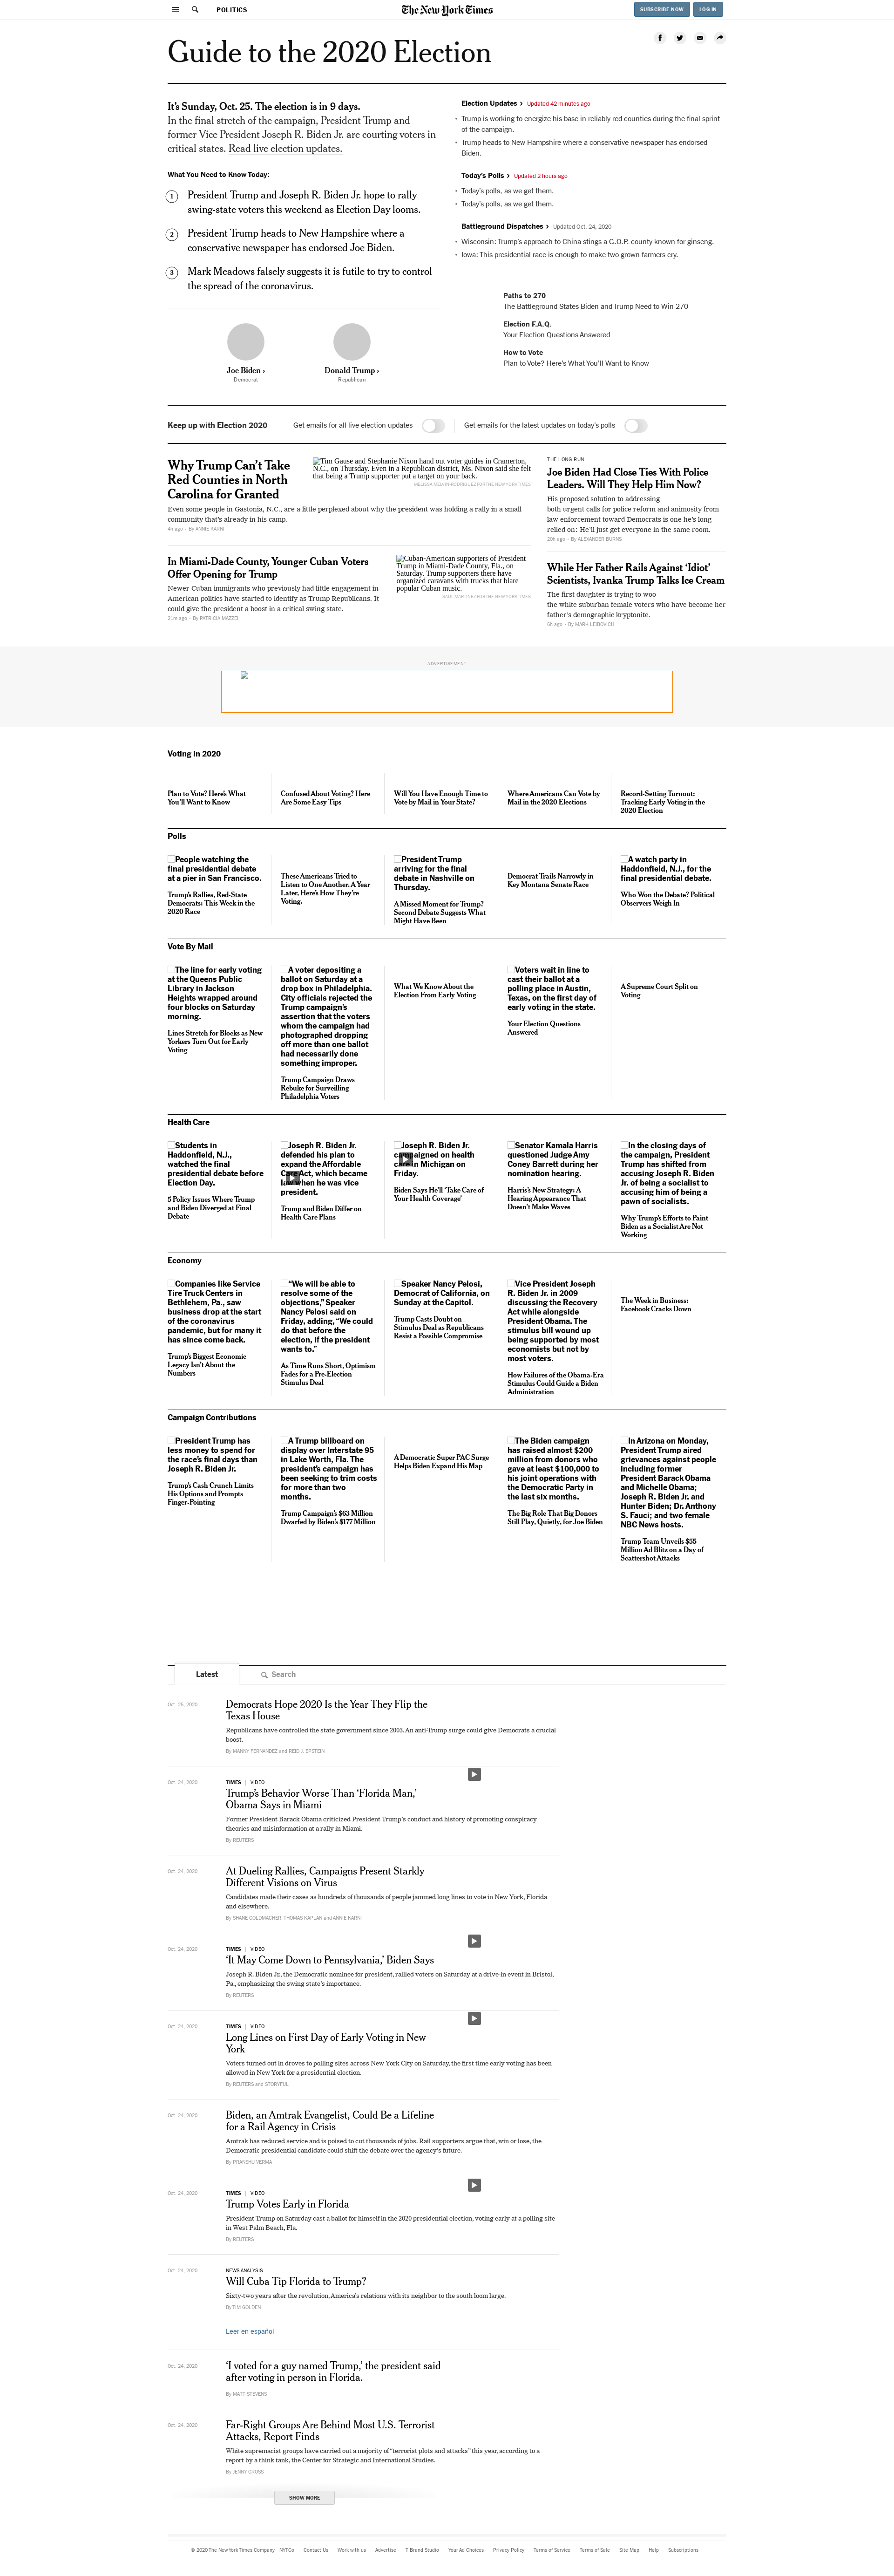 POLITICS
The New York Times
SUBSCRIBE NOW
LOG IN
Guide to the 2020 Election
It's Sunday, Oct. 25. The election is in 9 days.
In the final stretch of the campaign, President Trump and
former Vice President Joseph R. Biden Jr. are courting voters in
critical states. Read live election updates.
What You Need to Know Today:
1 President Trump and Joseph R. Biden Jr. hope to rally
swing-state voters this weekend as Election Day looms.
2 President Trump heads to New Hampshire where a
conservative newspaper has endorsed Joe Biden.
3 Mark Meadows falsely suggests it is futile to try to control
the spread of the coronavirus.
Joe Biden ›
Democrat
Donald Trump ›
Republican
Election Updates › Updated 42 minutes ago
• Trump is working to energize his base in reliably red counties during the final sprint
of the campaign.
• Trump heads to New Hampshire where a conservative newspaper has endorsed
Biden.
Today's Polls › Updated 2 hours ago
• Today's polls, as we get them.
• Today's polls, as we get them.
Battleground Dispatches › Updated Oct. 24, 2020
• Wisconsin: Trump's approach to China stings a G.O.P. county known for ginseng.
• Iowa: This presidential race is enough to make two grown farmers cry.
Paths to 270
The Battleground States Biden and Trump Need to Win 270
Election F.A.Q.
Your Election Questions Answered
How to Vote
Plan to Vote? Here's What You'll Want to Know
Keep up with Election 2020
Get emails for all live election updates
Get emails for the latest updates on today's polls
Why Trump Can't Take
Red Counties in North
Carolina for Granted
Even some people in Gastonia, N.C., are a little perplexed about why the president was holding a rally in a small
community that's already in his camp.
4h ago – By ANNIE KARNI
Tim Gause and Stephanie Nixon hand out voter guides in Cramerton,
N.C., on Thursday. Even in a Republican district, Ms. Nixon said she felt
that being a Trump supporter put a target on your back.
MELISSA MELVIN-RODRIGUEZ FOR THE NEW YORK TIMES
In Miami-Dade County, Younger Cuban Voters
Offer Opening for Trump
Newer Cuban immigrants who previously had little engagement in
American politics have started to identify as Trump Republicans. It
could give the president a boost in a critical swing state.
21m ago – By PATRICIA MAZZEI
Cuban-American supporters of President
Trump in Miami-Dade County, Fla., on
Saturday. Trump supporters there have
organized caravans with trucks that blare
popular Cuban music.
SAUL MARTINEZ FOR THE NEW YORK TIMES
THE LONG RUN
Joe Biden Had Close Ties With Police
Leaders. Will They Help Him Now?
His proposed solution to addressing
both urgent calls for police reform and animosity from
law enforcement toward Democrats is one he's long
relied on: He'll just get everyone in the same room.
20h ago – By ALEXANDER BURNS
While Her Father Rails Against 'Idiot'
Scientists, Ivanka Trump Talks Ice Cream
The first daughter is trying to woo
the white suburban female voters who have become her
father's demographic kryptonite.
6h ago – By MARK LEIBOVICH
ADVERTISEMENT
Voting in 2020
Plan to Vote? Here's What
You'll Want to Know
Confused About Voting? Here
Are Some Easy Tips
Will You Have Enough Time to
Vote by Mail in Your State?
Where Americans Can Vote by
Mail in the 2020 Elections
Record-Setting Turnout:
Tracking Early Voting in the
2020 Election
Polls
People watching the
final presidential debate
at a pier in San Francisco.
Trump's Rallies, Red-State
Democrats: This Week in the
2020 Race
These Americans Tried to
Listen to One Another. A Year
Later, Here's How They're
Voting.
President Trump
arriving for the final
debate in Nashville on
Thursday.
A Missed Moment for Trump?
Second Debate Suggests What
Might Have Been
Democrat Trails Narrowly in
Key Montana Senate Race
A watch party in
Haddonfield, N.J., for the
final presidential debate.
Who Won the Debate? Political
Observers Weigh In
Vote By Mail
The line for early voting
at the Queens Public
Library in Jackson
Heights wrapped around
four blocks on Saturday
morning.
Lines Stretch for Blocks as New
Yorkers Turn Out for Early
Voting
A voter depositing a
ballot on Saturday at a
drop box in Philadelphia.
City officials rejected the
Trump campaign's
assertion that the voters
whom the campaign had
photographed dropping
off more than one ballot
had necessarily done
something improper.
Trump Campaign Draws
Rebuke for Surveilling
Philadelphia Voters
What We Know About the
Election From Early Voting
Voters wait in line to
cast their ballot at a
polling place in Austin,
Texas, on the first day of
early voting in the state.
Your Election Questions
Answered
A Supreme Court Split on
Voting
Health Care
Students in
Haddonfield, N.J.,
watched the final
presidential debate before
Election Day.
5 Policy Issues Where Trump
and Biden Diverged at Final
Debate
Joseph R. Biden Jr.
defended his plan to
expand the Affordable
Act, which became
he was vice
president.
Trump and Biden Differ on
Health Care Plans
Joseph R. Biden Jr.
campaigned on health
Michigan on
Friday.
Biden Says He'll 'Take Care of
Your Health Coverage'
Senator Kamala Harris
questioned Judge Amy
Coney Barrett during her
nomination hearing.
Harris's New Strategy: A
Hearing Appearance That
Doesn't Make Waves
In the closing days of
the campaign, President
Trump has shifted from
accusing Joseph R. Biden
Jr. of being a socialist to
accusing him of being a
pawn of socialists.
Why Trump's Efforts to Paint
Biden as a Socialist Are Not
Working
Economy
Companies like Service
Tire Truck Centers in
Bethlehem, Pa., saw
business drop at the start
of the coronavirus
pandemic, but for many it
has since come back.
Trump's Biggest Economic
Legacy Isn't About the
Numbers
"We will be able to
resolve some of the
objections," Speaker
Nancy Pelosi said on
Friday, adding, "We could
do that before the
election, if the president
wants to."
As Time Runs Short, Optimism
Fades for a Pre-Election
Stimulus Deal
Speaker Nancy Pelosi,
Democrat of California, on
Sunday at the Capitol.
Trump Casts Doubt on
Stimulus Deal as Republicans
Resist a Possible Compromise
Vice President Joseph
R. Biden Jr. in 2009
discussing the Recovery
Act while alongside
President Obama. The
stimulus bill wound up
being supported by most
economists but not by
most voters.
How Failures of the Obama-Era
Stimulus Could Guide a Biden
Administration
The Week in Business:
Facebook Cracks Down
Campaign Contributions
President Trump has
less money to spend for
the race's final days than
Joseph R. Biden Jr.
Trump's Cash Crunch Limits
His Options and Prompts
Finger-Pointing
A Trump billboard on
display over Interstate 95
in Lake Worth, Fla. The
president's campaign has
been seeking to trim costs
for more than two
months.
Trump Campaign's $63 Million
Dwarfed by Biden's $177 Million
A Democratic Super PAC Surge
Helps Biden Expand His Map
The Biden campaign
has raised almost $200
million from donors who
gave at least $100,000 to
his joint operations with
the Democratic Party in
the last six months.
The Big Role That Big Donors
Still Play, Quietly, for Joe Biden
In Arizona on Monday,
President Trump aired
grievances against people
including former
President Barack Obama
and Michelle Obama;
Joseph R. Biden Jr. and
Hunter Biden; Dr. Anthony
S. Fauci; and two female
NBC News hosts.
Trump Team Unveils $55
Million Ad Blitz on a Day of
Scattershot Attacks
Latest
Search
Oct. 25, 2020
Democrats Hope 2020 Is the Year They Flip the
Texas House
Republicans have controlled the state government since 2003. An anti-Trump surge could give Democrats a crucial
boost.
By MANNY FERNANDEZ and REID J. EPSTEIN
Oct. 24, 2020
TIMES | VIDEO
Trump's Behavior Worse Than 'Florida Man,'
Obama Says in Miami
Former President Barack Obama criticized President Trump's conduct and history of promoting conspiracy
theories and misinformation at a rally in Miami.
By REUTERS
Oct. 24, 2020
At Dueling Rallies, Campaigns Present Starkly
Different Visions on Virus
Candidates made their cases as hundreds of thousands of people jammed long lines to vote in New York, Florida
and elsewhere.
By SHANE GOLDMACHER, THOMAS KAPLAN and ANNIE KARNI
Oct. 24, 2020
TIMES | VIDEO
'It May Come Down to Pennsylvania,' Biden Says
Joseph R. Biden Jr., the Democratic nominee for president, rallied voters on Saturday at a drive-in event in Bristol,
Pa., emphasizing the swing state's importance.
By REUTERS
Oct. 24, 2020
TIMES | VIDEO
Long Lines on First Day of Early Voting in New
York
Voters turned out in droves to polling sites across New York City on Saturday, the first time early voting has been
allowed in New York for a presidential election.
By REUTERS and STORYFUL
Oct. 24, 2020
Biden, an Amtrak Evangelist, Could Be a Lifeline
for a Rail Agency in Crisis
Amtrak has reduced service and is poised to cut thousands of jobs. Rail supporters argue that, win or lose, the
Democratic presidential candidate could shift the debate over the agency's future.
By PRANSHU VERMA
Oct. 24, 2020
TIMES | VIDEO
Trump Votes Early in Florida
President Trump on Saturday cast a ballot for himself in the 2020 presidential election, voting early at a polling site
in West Palm Beach, Fla.
By REUTERS
Oct. 24, 2020
NEWS ANALYSIS
Will Cuba Tip Florida to Trump?
Sixty-two years after the revolution, America's relations with its neighbor to the south loom large.
By TIM GOLDEN
Leer en español
Oct. 24, 2020
'I voted for a guy named Trump,' the president said
after voting in person in Florida.
By MATT STEVENS
Oct. 24, 2020
Far-Right Groups Are Behind Most U.S. Terrorist
Attacks, Report Finds
White supremacist groups have carried out a majority of "terrorist plots and attacks" this year, according to a
report by a think tank, the Center for Strategic and International Studies.
By JENNY GROSS
SHOW MORE
© 2020 The New York Times Company NYTCo Contact Us Work with us Advertise T Brand Studio Your Ad Choices Privacy Policy Terms of Service Terms of Sale Site Map Help Subscriptions